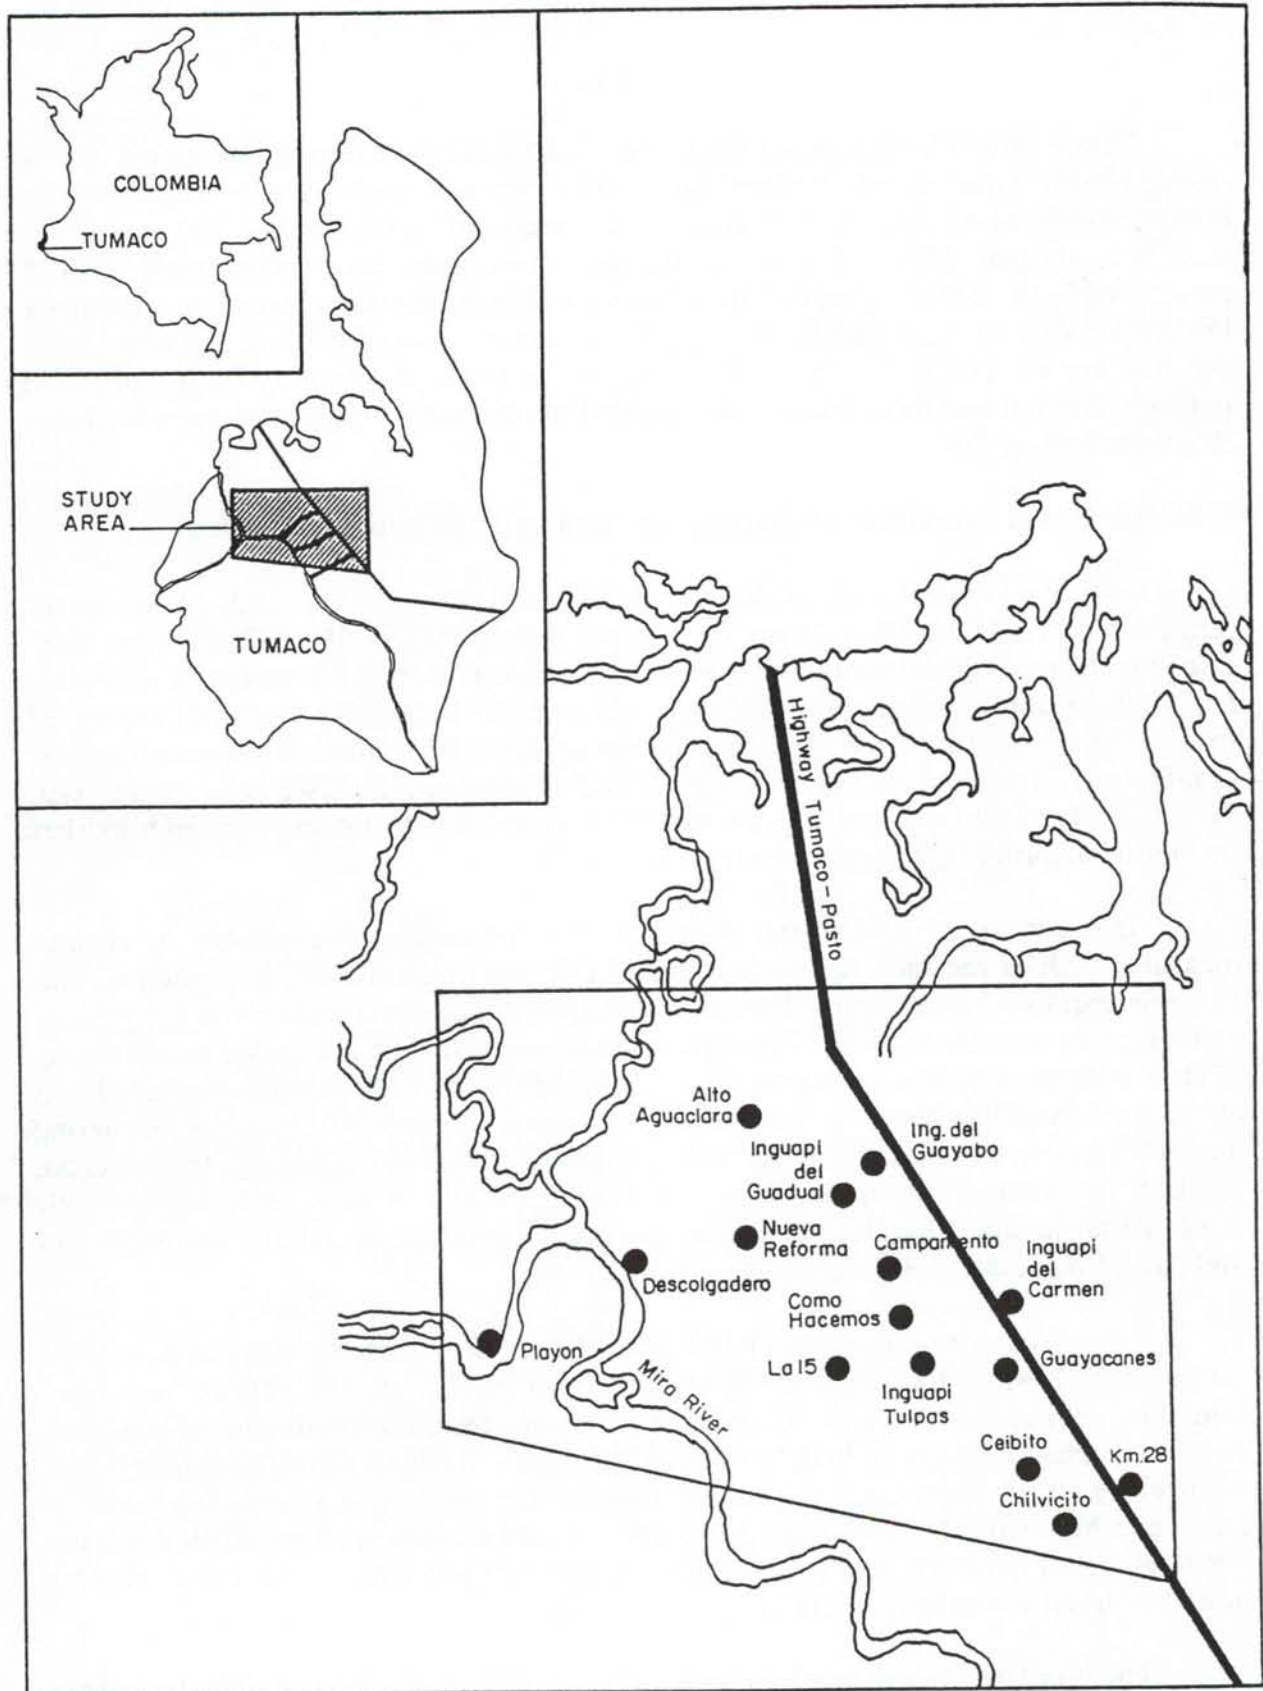 COLOMBIA
TUMACO
STUDY
AREA
TUMACO
Highway Tumaco-Pasto
Alto
Aguaclara
Ing. del
Guayabo
Inguapi
del
Guadual
Nueva
Reforma
Campamento
Inguapi
del
Carmen
Descolgadero
Como
Hacemos
Playon
La 15
Guayacanes
Mira River
Inguapi
Tulpas
Ceibito
Km.28
Chilvicito